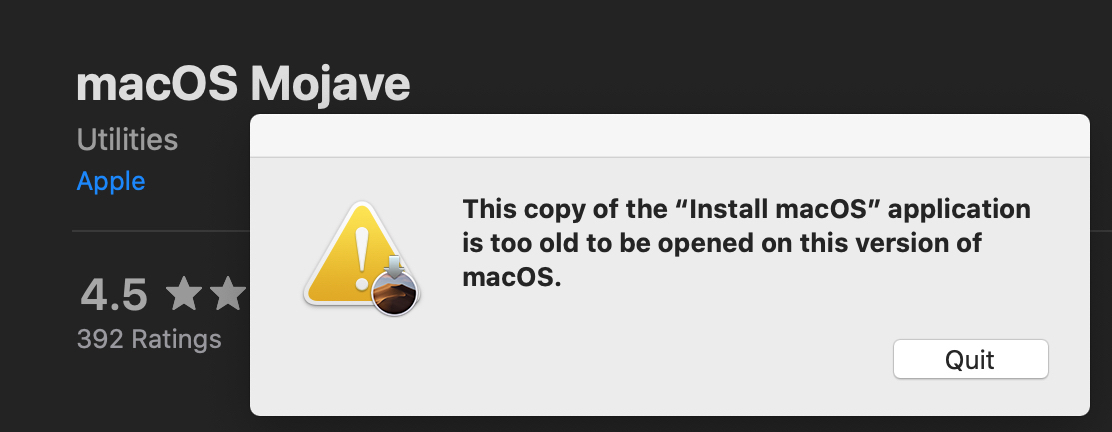 macOS Mojave
Utilities
Apple
4.5
392 Ratings
This copy of the “Install macOS” application
is too old to be opened on this version of
macOS.
Quit